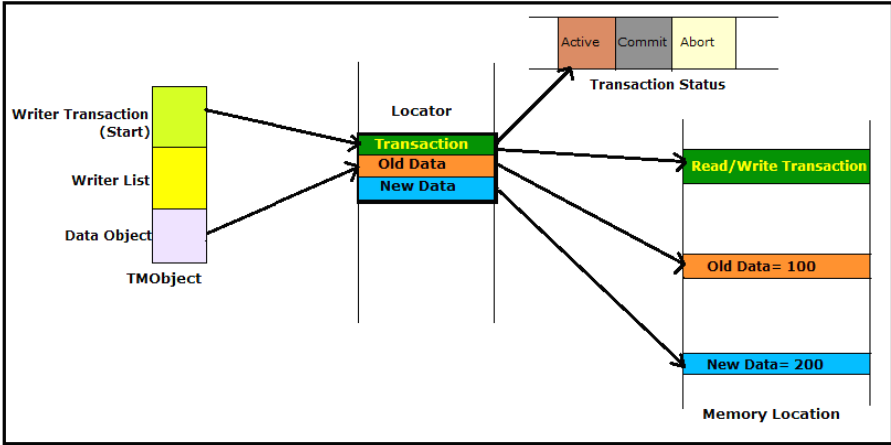 Active Commit Abort
Transaction Status
Writer Transaction
(Start)
Writer List
Data Object
TMObject
Locator
Transaction
Old Data
New Data
Read/Write Transaction
Old Data= 100
New Data= 200
Memory Location